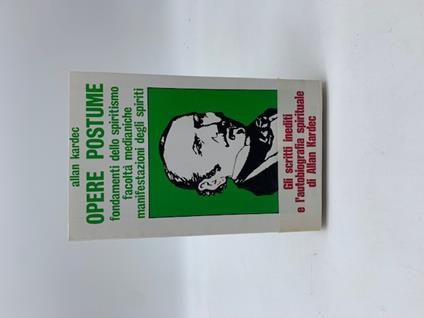 allan kardec
OPERE POSTUME
fondamenti dello spiritismo
facoltà medianiche
manifestazioni degli spiriti
Gli scritti inediti
e l'autobiografia spirituale
di Allan Kardec